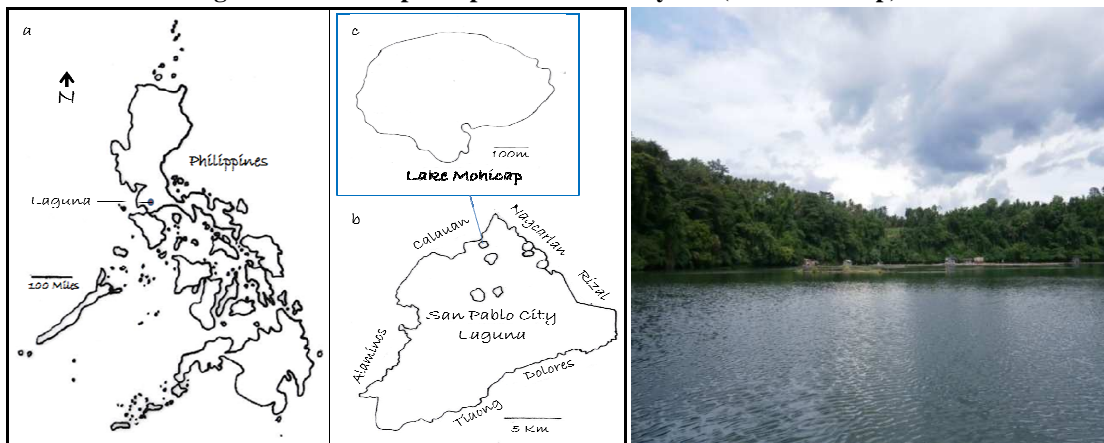 a
N
Philippines
Laguna
100 Miles
c
100m
Lake Mohicap
b
Calauan
Nagcarlan
Rizal
San Pablo City
Laguna
Alaminos
Dolores
Tiaong
5 Km